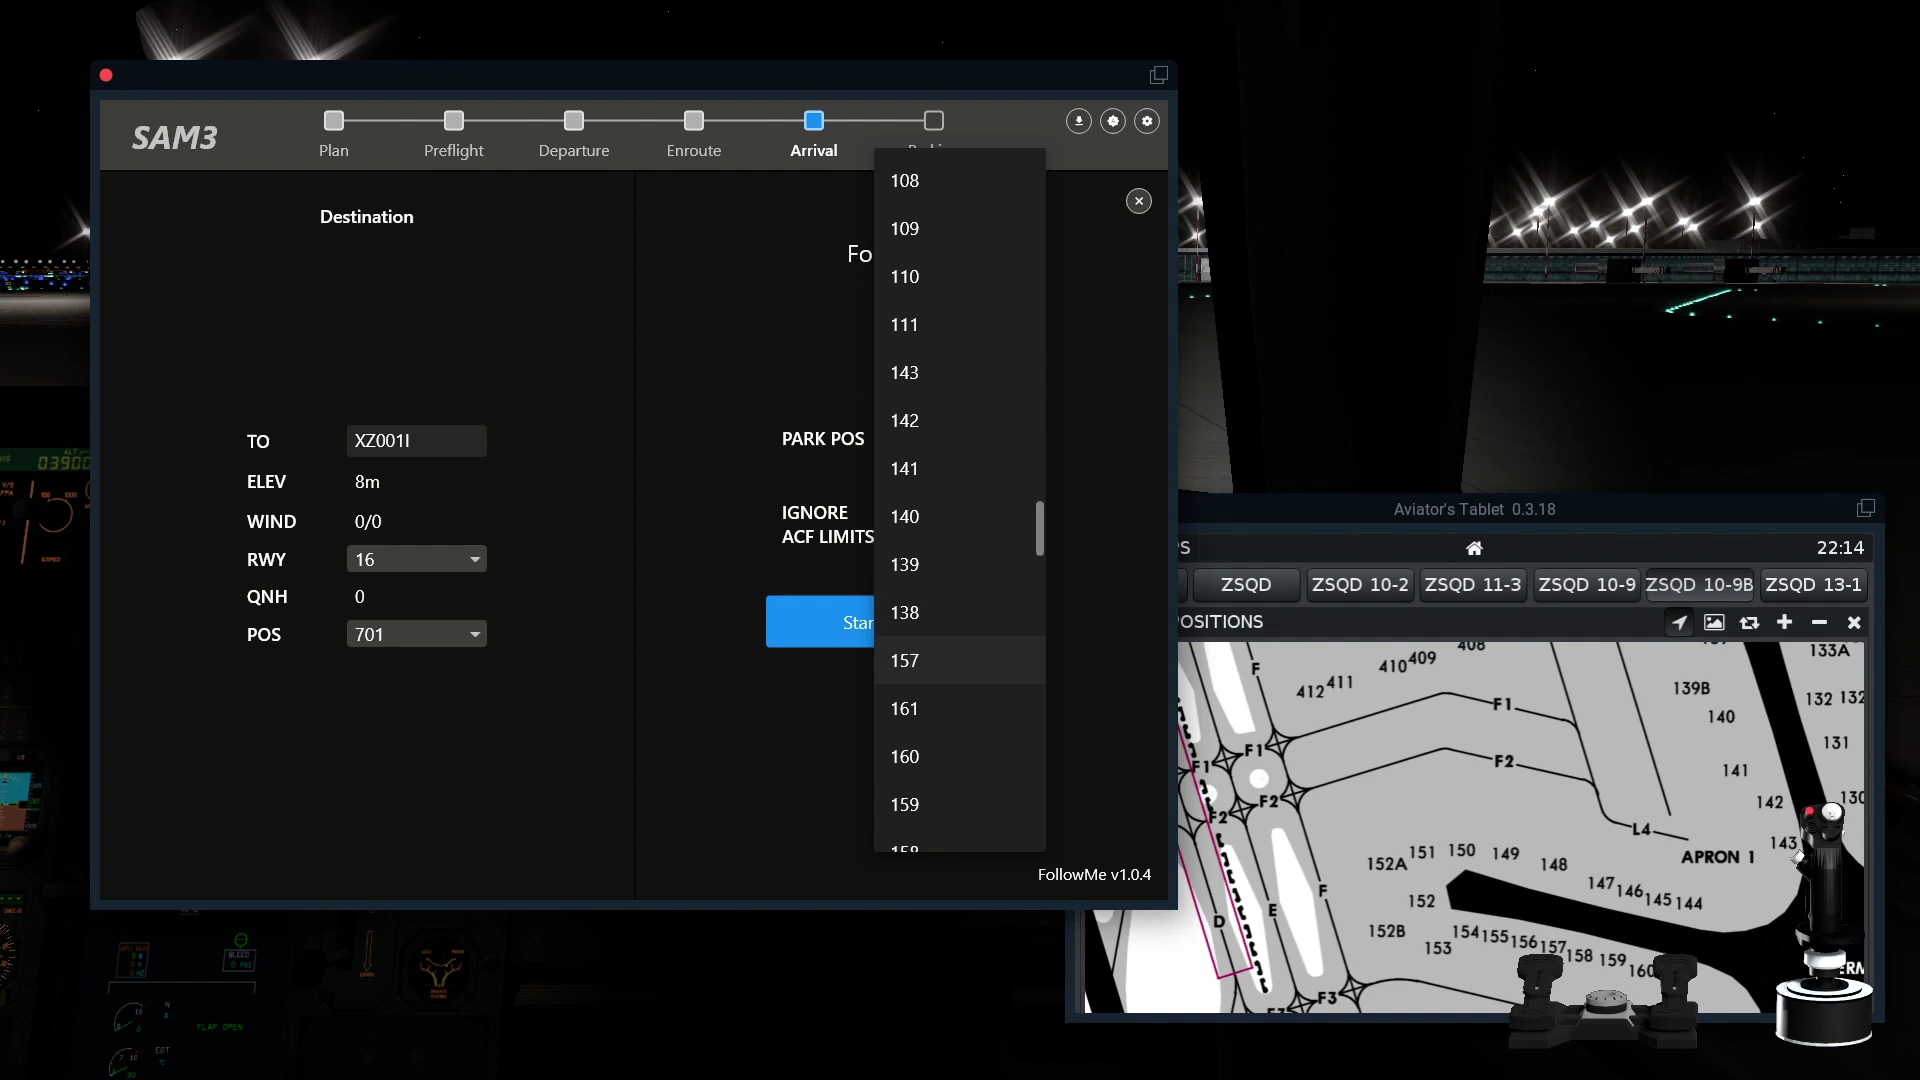 SAM3
Plan
Preflight
Departure
Enroute
Arrival
Destination
TO
XZ001I
ELEV
8m
WIND
0/0
RWY
16
QNH
0
POS
701
PARK POS
IGNORE
ACF LIMITS
108
109
110
111
143
142
141
140
139
138
157
161
160
159
FollowMe v1.0.4
Aviator's Tablet 0.3.18
22:14
ZSQD
ZSQD 10-2
ZSQD 11-3
ZSQD 10-9
ZSQD 10-9B
ZSQD 13-1
F
412
411
410
409
408
F1
139B
140
133A
132
131
F1
F1
F2
F2
F2
141
142
130
L4
143
APRON 1
152A
151
150
149
148
147
146
145
144
152
F
D
E
152B
153
154
155
156
157
158
159
160
F3
03900
BLEED
FLAP OPEN
EGT
N